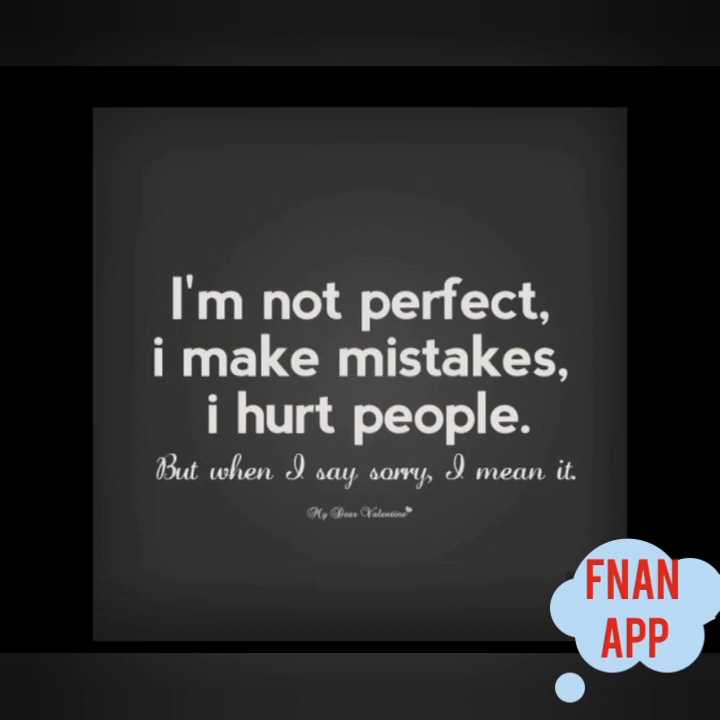 I'm not perfect,
i make mistakes,
i hurt people.
But when I say sorry, I mean it.
My Dear Valentine
FNAN
APP